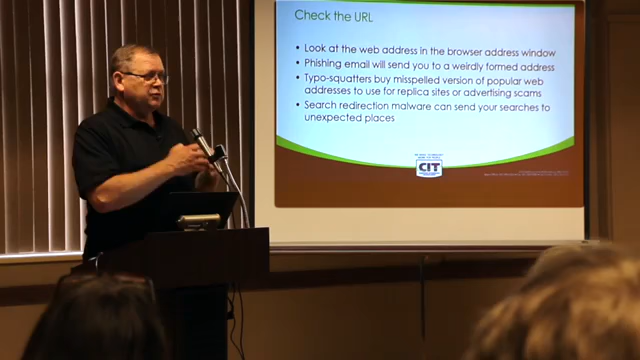 Check the URL
• Look at the web address in the browser address window
• Phishing email will send you to a weirdly formed address
• Typo-squatters buy misspelled version of popular web
addresses to use for replica sites or advertising scams
• Search redirection malware can send your searches to
unexpected places
CIT